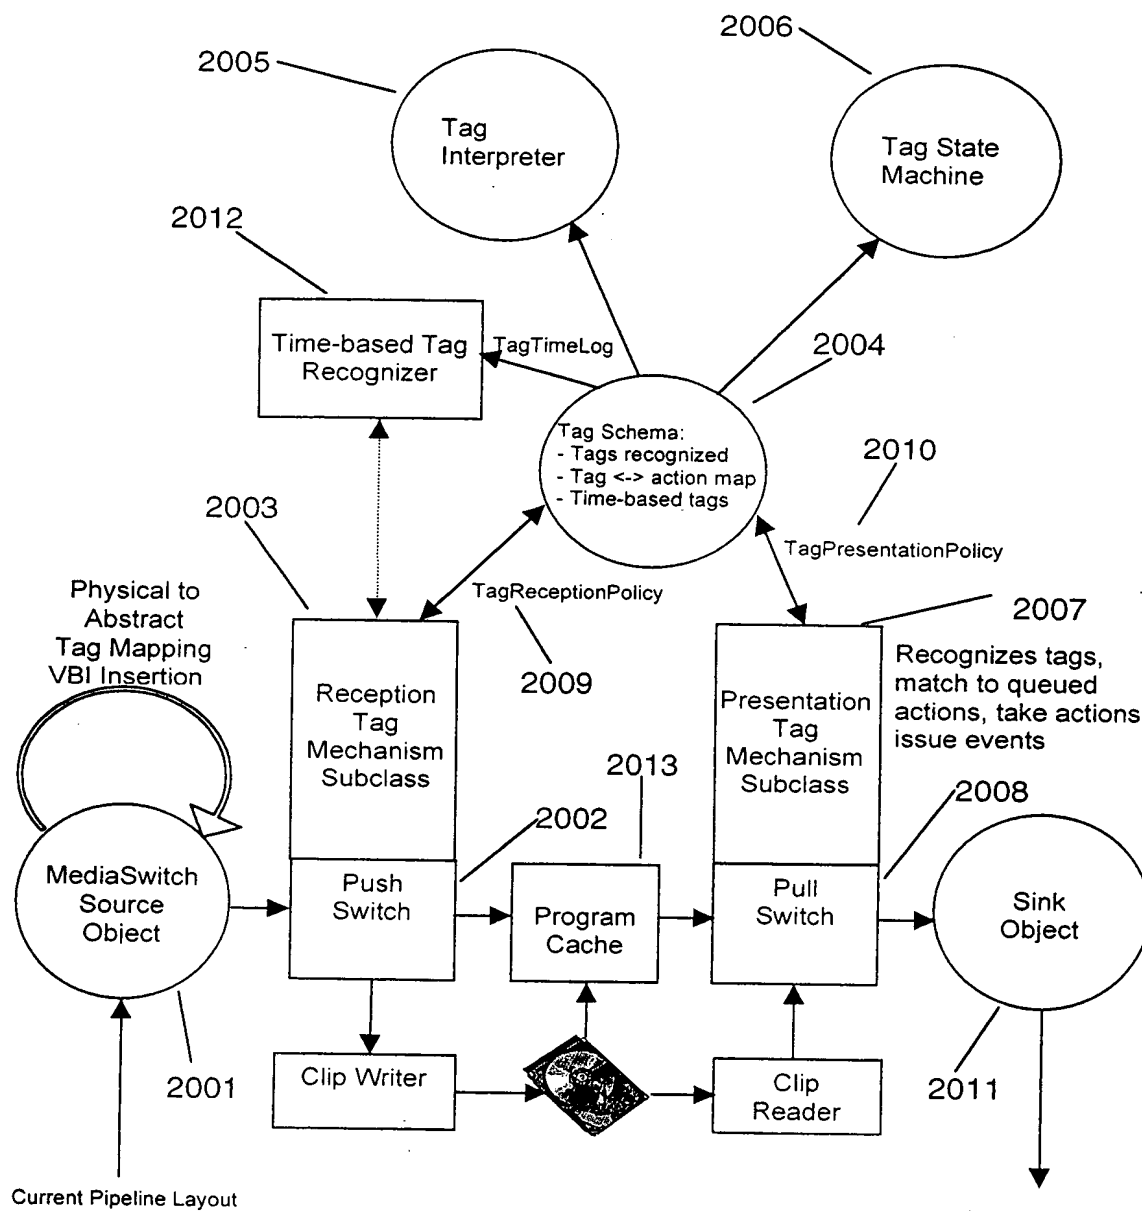 2006
2005
Tag
Interpreter
Tag State
Machine
2012
Time-based Tag
Recognizer
TagTimeLog
2004
Tag Schema:
- Tags recognized
- Tag <-> action map
- Time-based tags
2010
2003
TagPresentationPolicy
TagReceptionPolicy
Physical to
Abstract
Tag Mapping
VBI Insertion
2009
2007
Recognizes tags,
match to queued
actions, take actions
issue events
Reception
Tag
Mechanism
Subclass
Presentation
Tag
Mechanism
Subclass
2013
2002
2008
MediaSwitch
Source
Object
Push
Switch
Program
Cache
Pull
Switch
Sink
Object
2001
Clip Writer
Clip
Reader
2011
Current Pipeline Layout